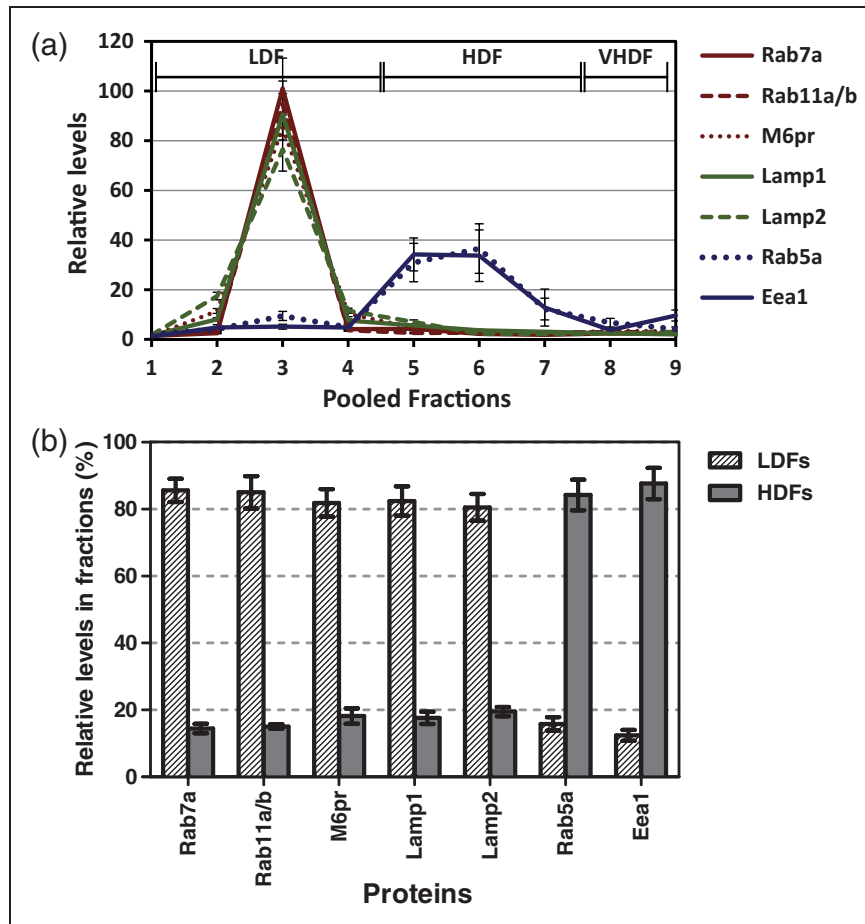 (a)
120
100
80
60
40
20
0
Relative levels
LDF HDF VHDF
1 2 3 4 5 6 7 8 9
Pooled Fractions
Rab7a
Rab11a/b
M6pr
Lamp1
Lamp2
Rab5a
Eea1
(b)
100
80
60
40
20
0
Relative levels in fractions (%)
LDFs
HDFs
Rab7a
Rab11a/b
M6pr
Lamp1
Lamp2
Rab5a
Eea1
Proteins